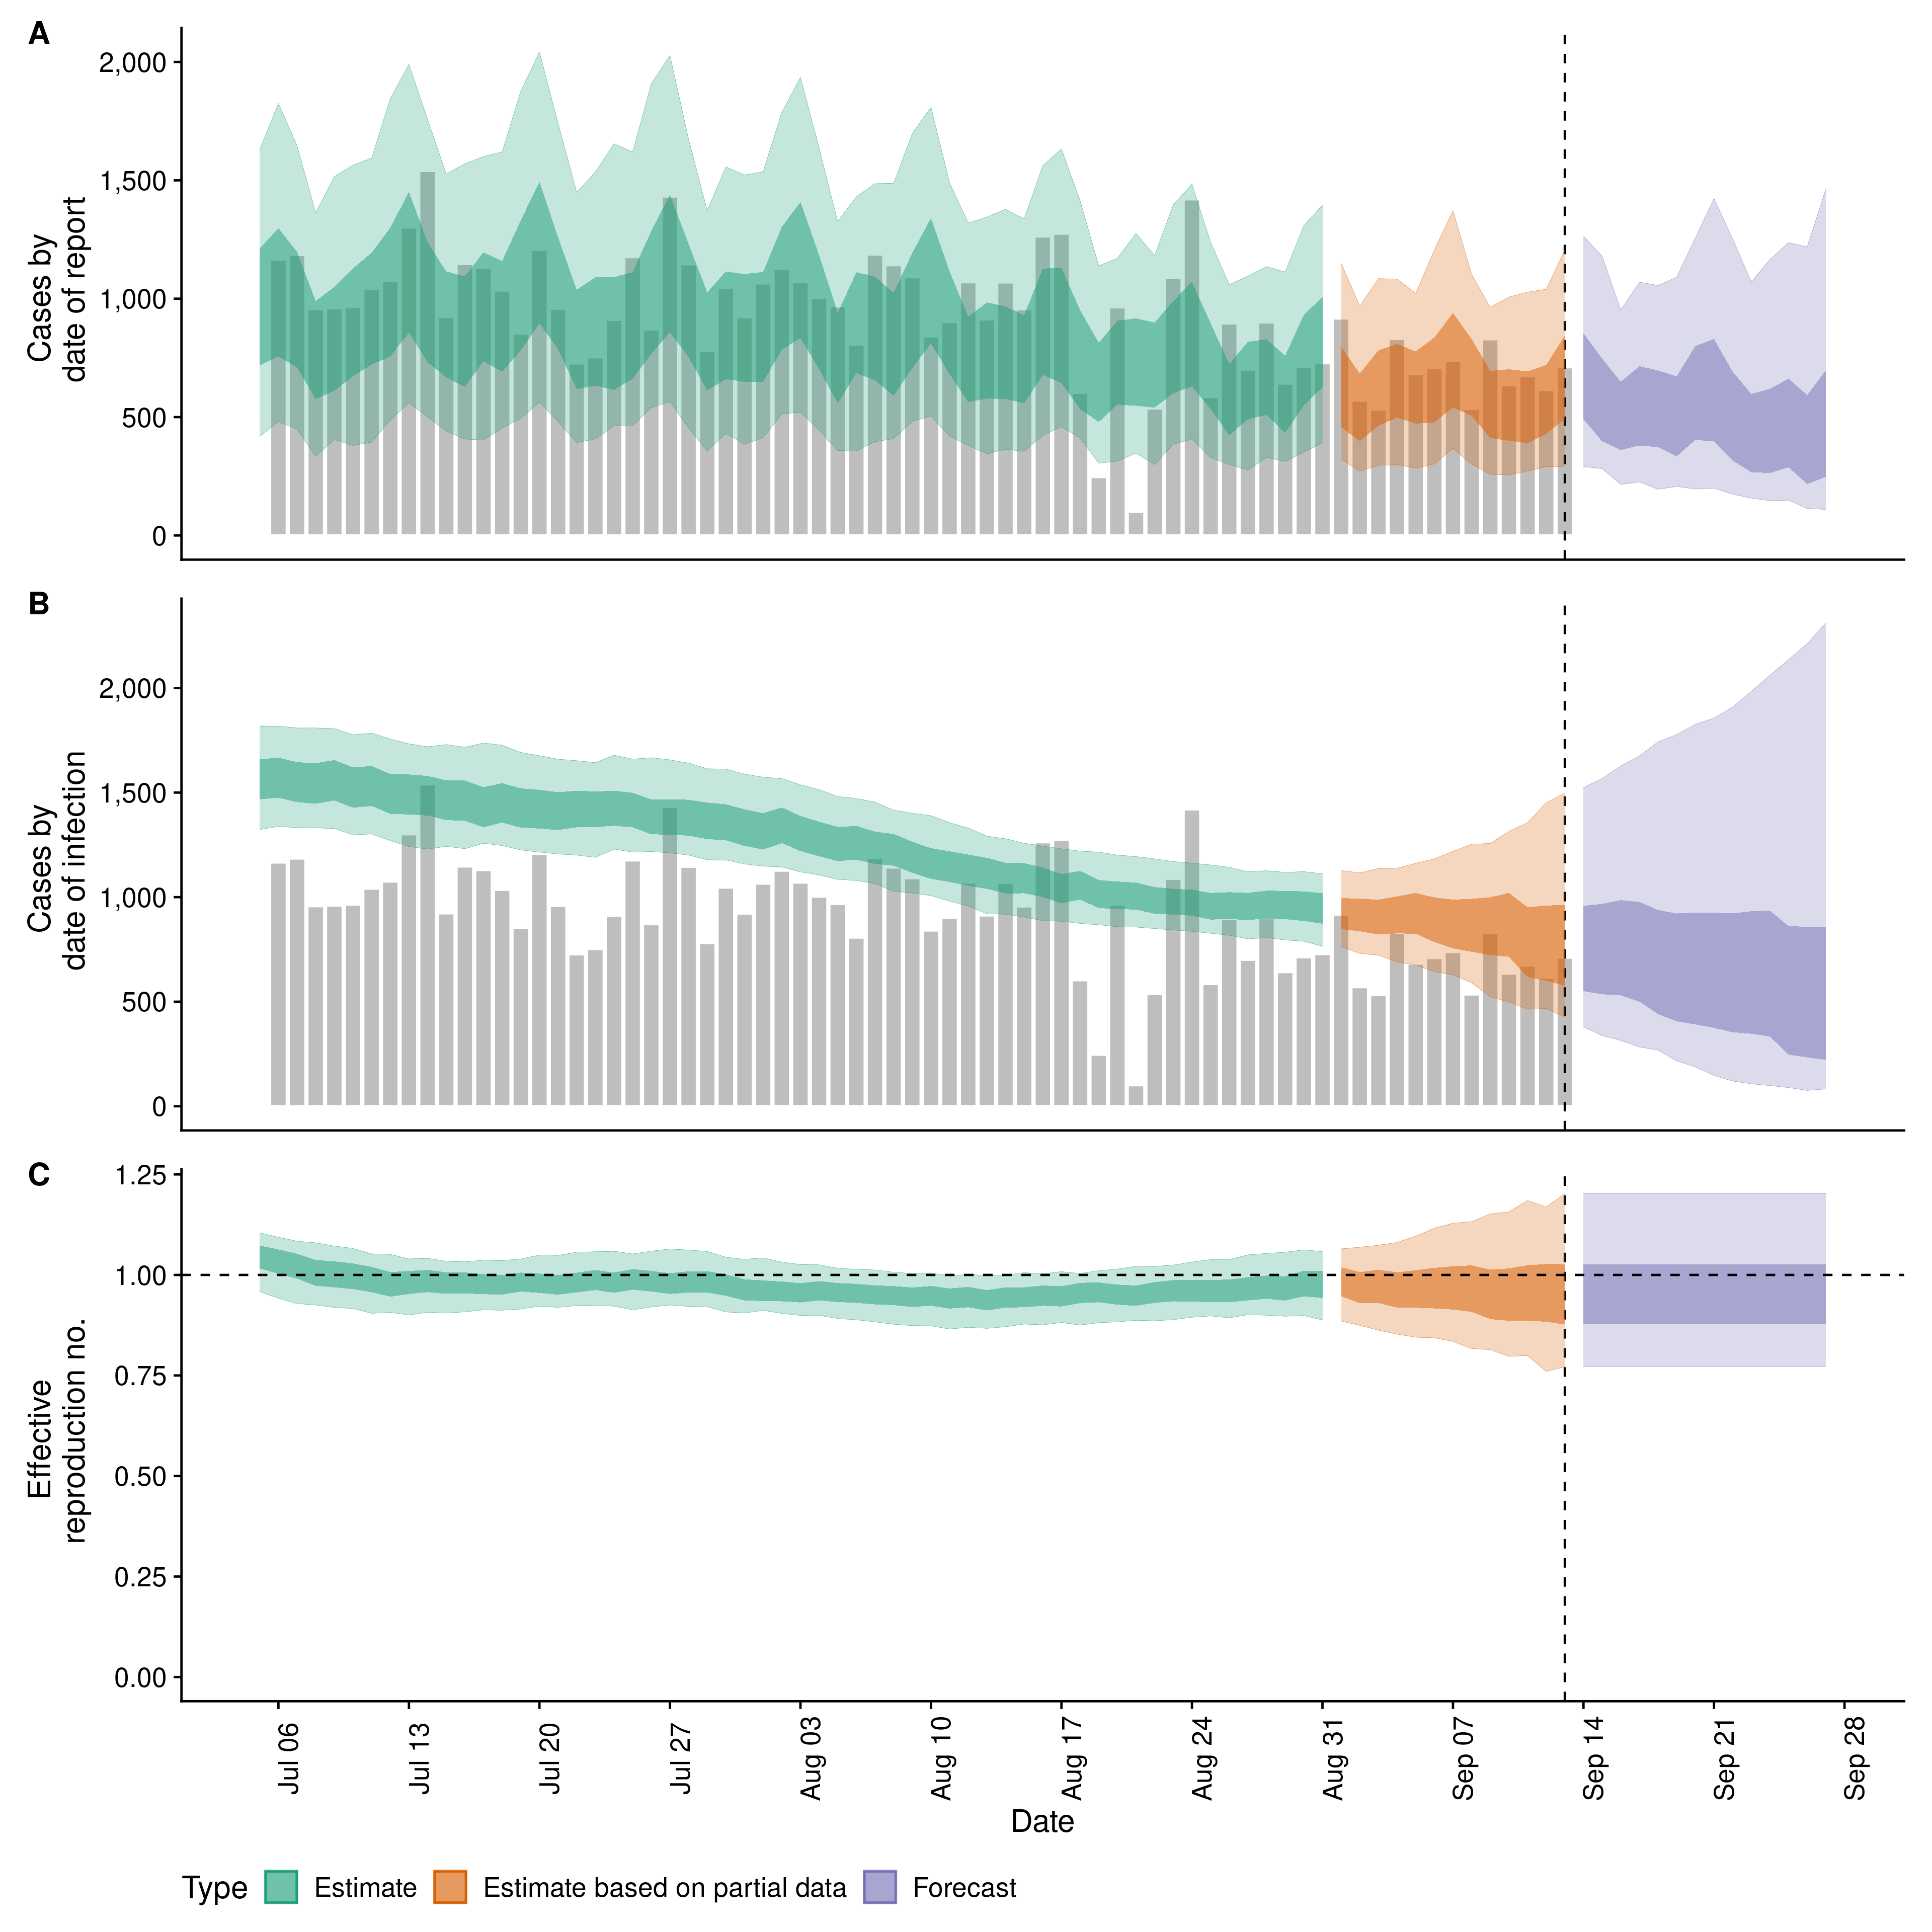 A
2,000
1,500
1,000
500
0
Cases by
date of report
B
2,000
1,500
1,000
500
0
Cases by
date of infection
C
1.25
1.00
0.75
0.50
0.25
0.00
Effective
reproduction no.
Jul 06
Jul 13
Jul 20
Jul 27
Aug 03
Aug 10
Aug 17
Aug 24
Aug 31
Sep 07
Sep 14
Sep 21
Sep 28
Date
Type Estimate Estimate based on partial data Forecast